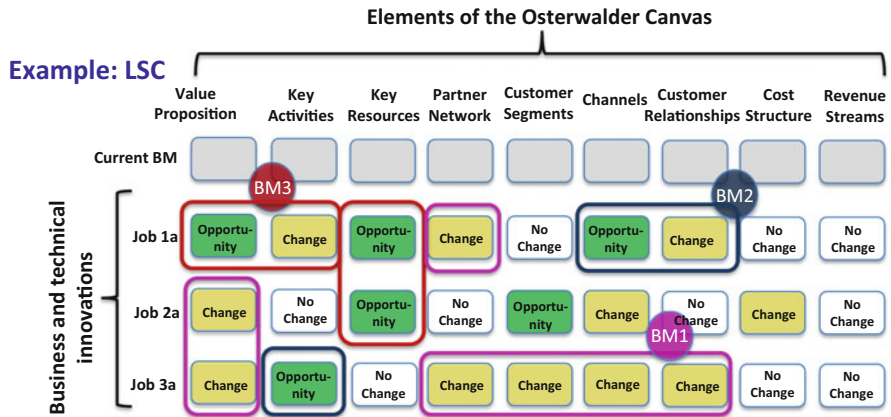 Elements of the Osterwalder Canvas
Example: LSC
Value
Proposition
Key
Activities
Key
Resources
Partner
Network
Customer
Segments
Channels
Customer
Relationships
Cost
Structure
Revenue
Streams
Current BM
BM3
BM2
Business and technical
innovations
Job 1a
Opportu-
nity
Change
Opportu-
nity
Change
No
Change
Opportu-
nity
Change
No
Change
No
Change
Job 2a
Change
No
Change
Opportu-
nity
No
Change
Opportu-
nity
Change
No
Change
Change
No
Change
BM1
Job 3a
Change
Opportu-
nity
No
Change
Change
Change
Change
Change
No
Change
No
Change